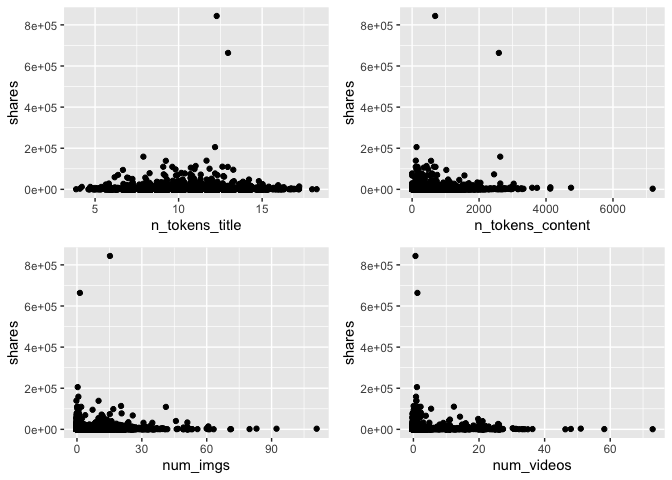 8e+05
6e+05
4e+05
2e+05
0e+00
shares
5 10 15
n_tokens_title
8e+05
6e+05
4e+05
2e+05
0e+00
shares
0 2000 4000 6000
n_tokens_content
8e+05
6e+05
4e+05
2e+05
0e+00
shares
0 30 60 90
num_imgs
8e+05
6e+05
4e+05
2e+05
0e+00
shares
0 20 40 60
num_videos